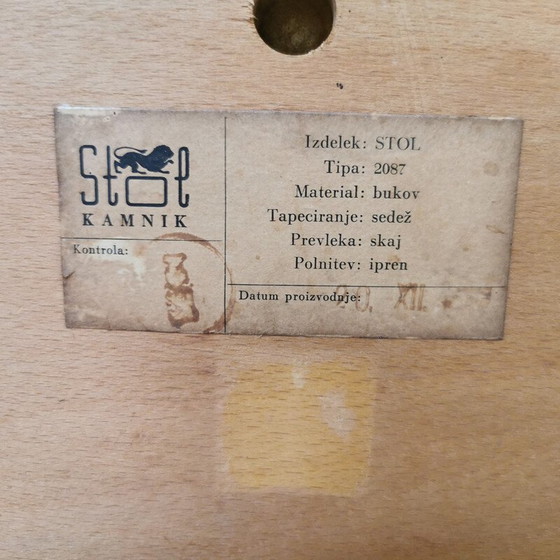 Stol
KAMNIK
Kontrola:
Izdelek: STOL
Tipa: 2087
Material: bukov
Tapeciranje: sedež
Prevleka: skaj
Polnitev: ipren
Datum proizvodnje: XII.